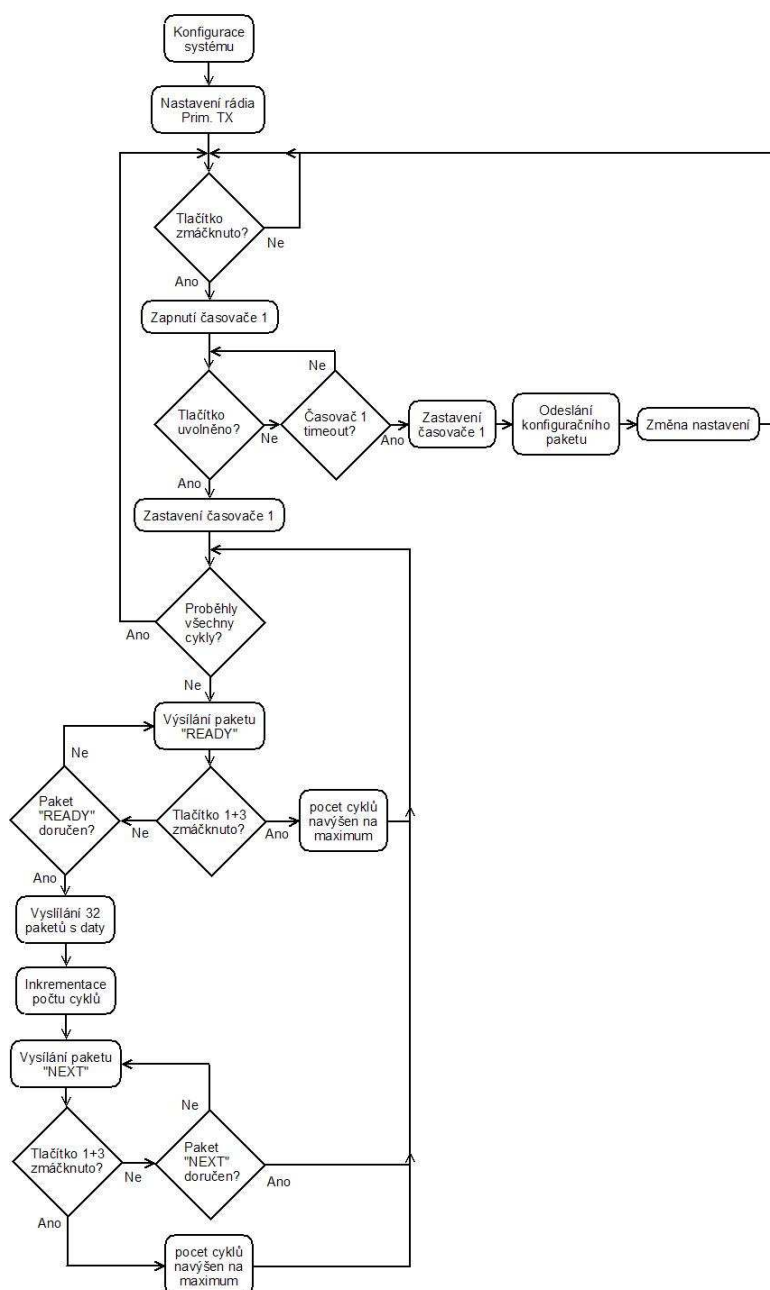 Konfigurace
systému
Nastavení rádia
Prim. TX
Tlačítko
zmáčknuto?
Ne
Ano
Zapnutí časovače 1
Ne
Tlačítko
uvolněno?
Ne
Časovač 1
timeout?
Ano
Zastavení
časovače 1
Odeslání
konfiguračního
paketu
Změna nastavení
Ano
Zastavení časovače 1
Proběhly
všechny
cykly?
Ano
Ne
Výsílání paketu
"READY"
Ne
Paket
"READY"
doručen?
Ne
Tlačítko 1+3
zmáčknuto?
Ano
pocet cyklů
navýšen na
maximum
Ano
Vyslílání 32
paketů s daty
Inkrementace
počtu cyklů
Vysílání paketu
"NEXT"
Ne
Tlačítko 1+3
zmáčknuto?
Ne
Paket
"NEXT"
doručen?
Ano
Ano
pocet cyklů
navýšen na
maximum